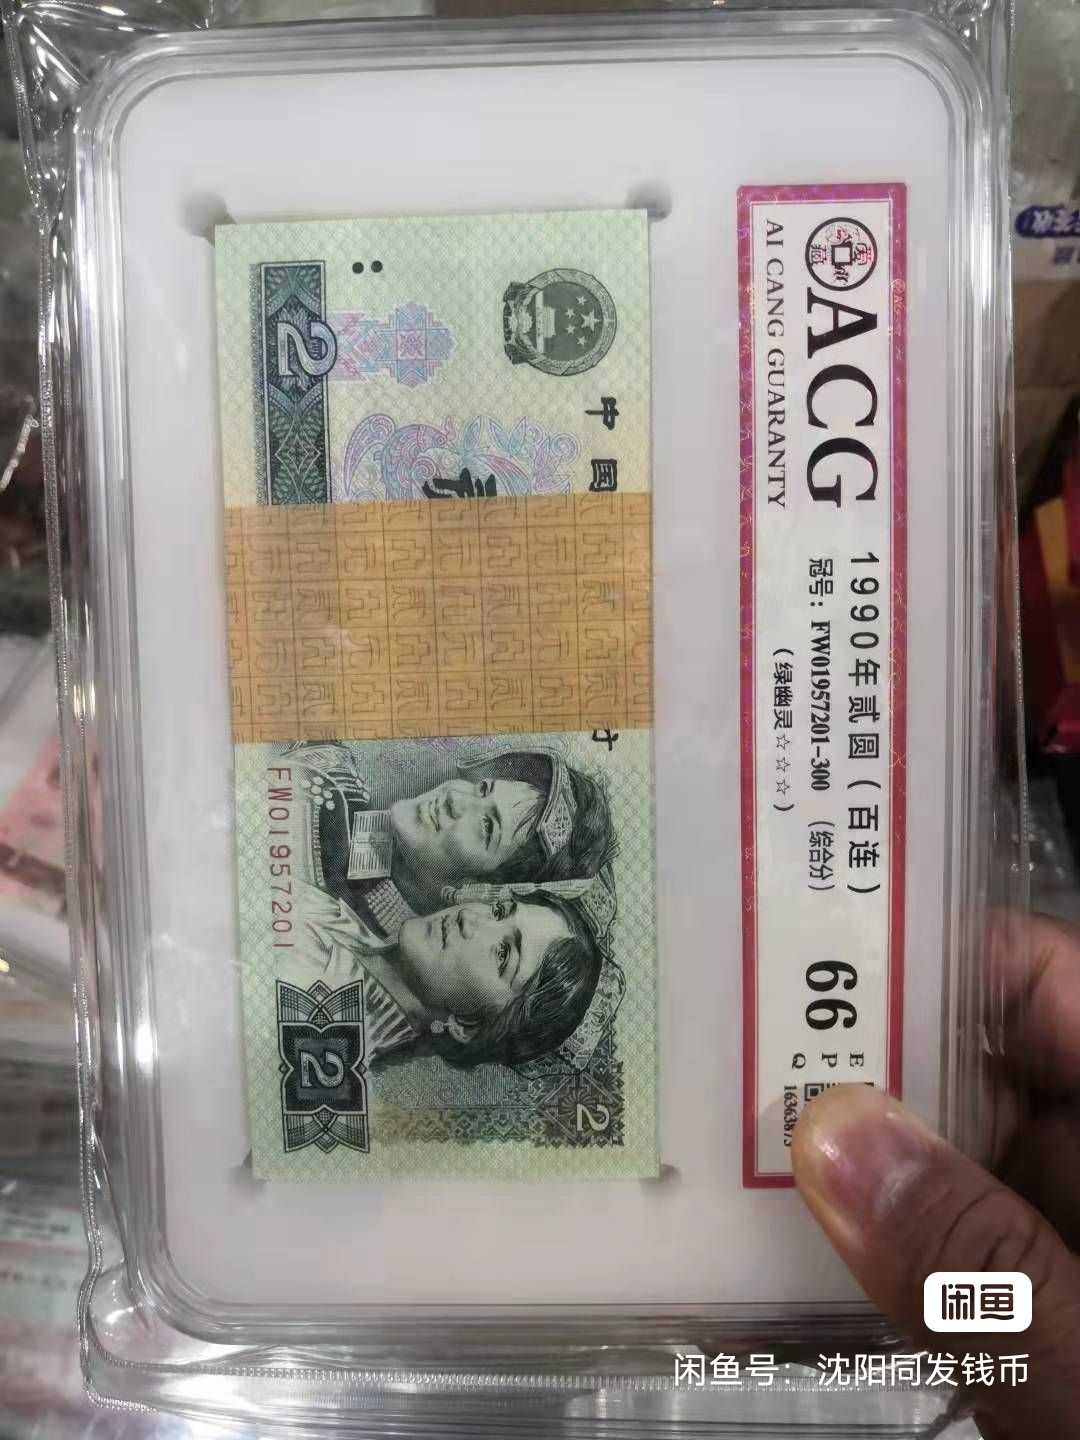 ACG
AI CANG GUARANTY
1990年贰圆（百连）
冠号：FW01957201-300（综合分）
（绿幽灵☆☆☆）
66
E
P
Q
1636387
中国
2
FW01957201
2
2
闲鱼
闲鱼号：沈阳同发钱币